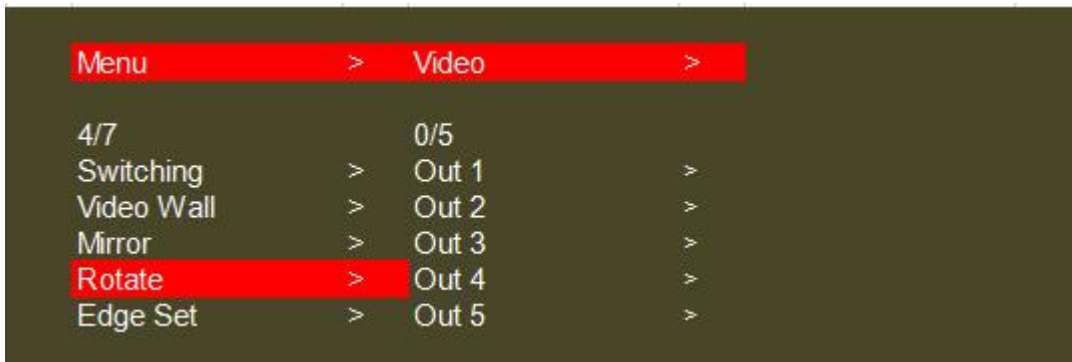 Menu > Video >
4/7 0/5
Switching > Out 1 >
Video Wall > Out 2 >
Mirror > Out 3 >
Rotate > Out 4 >
Edge Set > Out 5 >